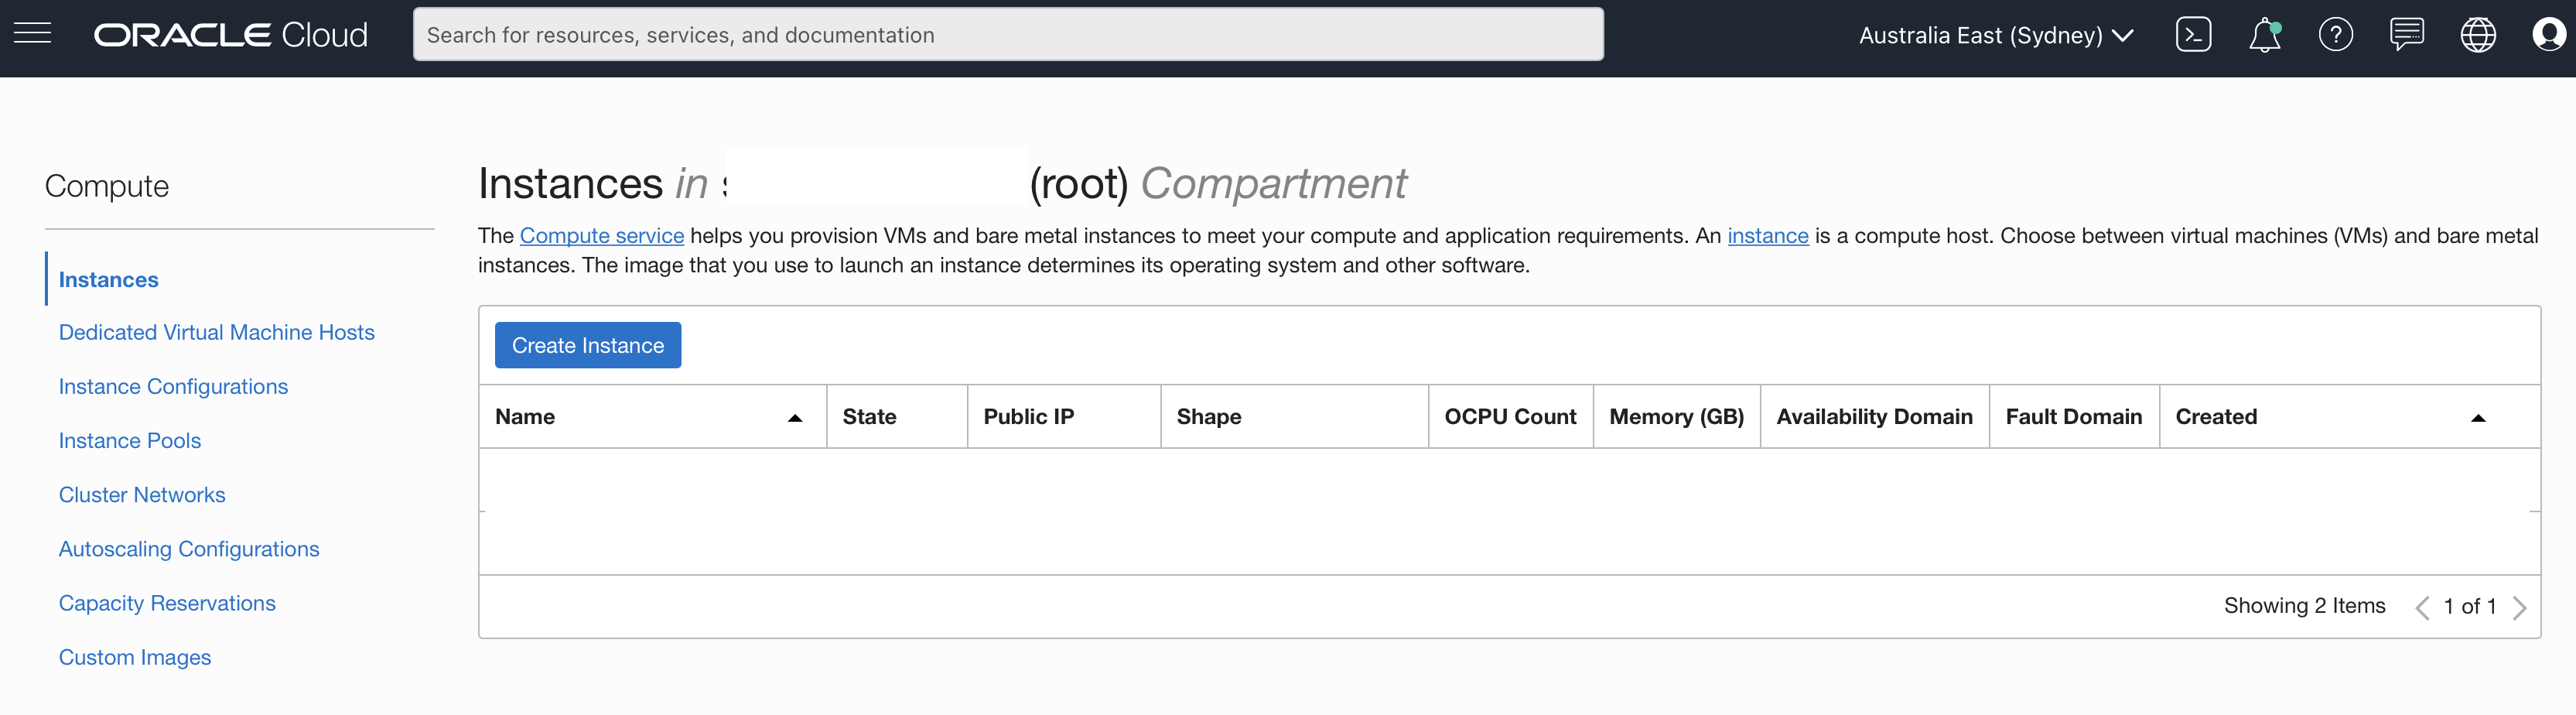 ORACLE Cloud
Search for resources, services, and documentation
Australia East (Sydney)
Compute
Instances
Dedicated Virtual Machine Hosts
Instance Configurations
Instance Pools
Cluster Networks
Autoscaling Configurations
Capacity Reservations
Custom Images
Instances in (root) Compartment
The Compute service helps you provision VMs and bare metal instances to meet your compute and application requirements. An instance is a compute host. Choose between virtual machines (VMs) and bare metal
instances. The image that you use to launch an instance determines its operating system and other software.
Create Instance
Name State Public IP Shape OCPU Count Memory (GB) Availability Domain Fault Domain Created
Showing 2 Items 1 of 1